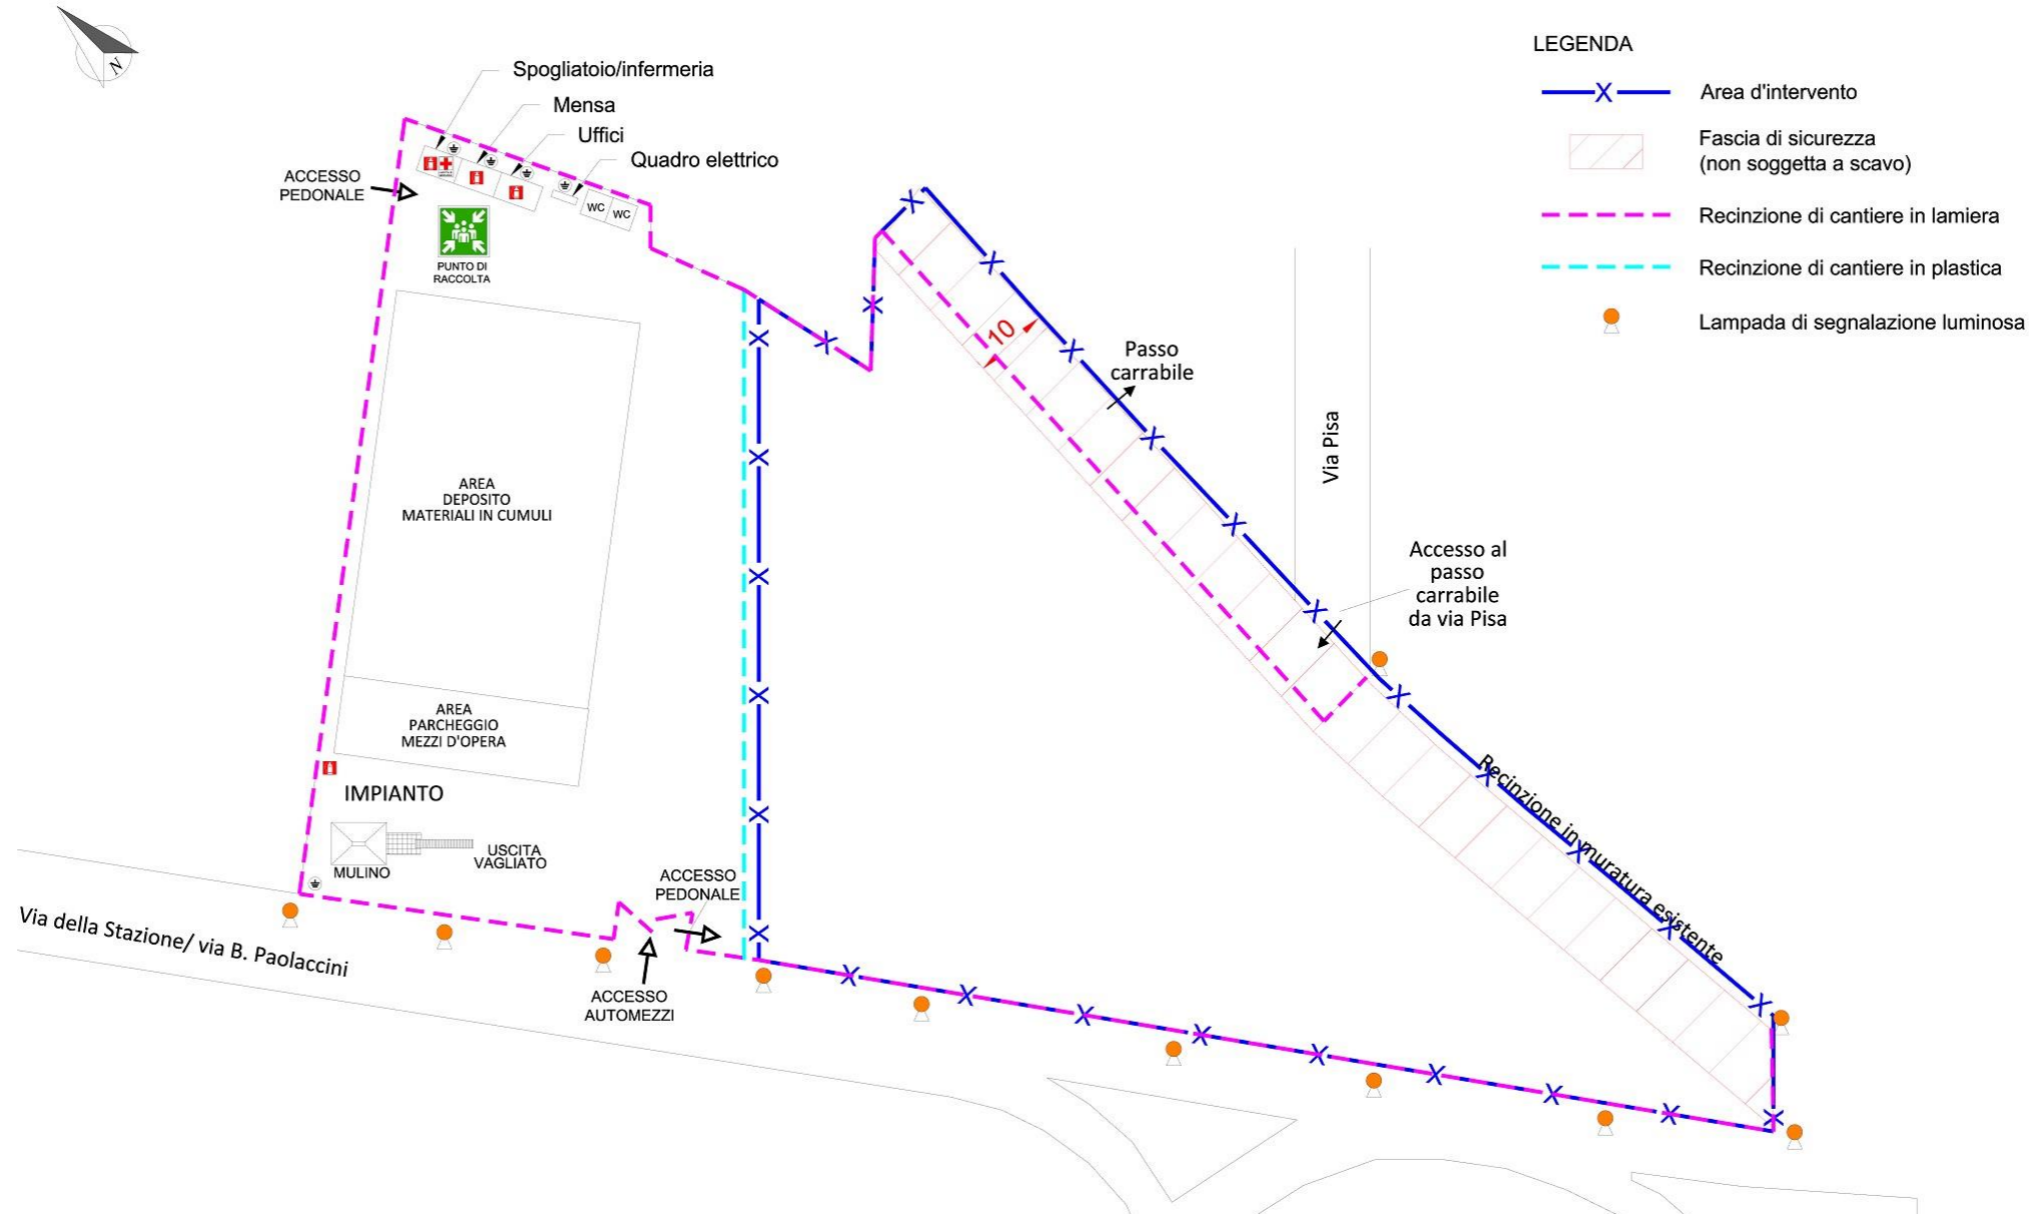 N
Spogliatoio/infermeria
Mensa
Uffici
Quadro elettrico
ACCESSO
PEDONALE
WC
WC
PUNTO DI
RACCOLTA
AREA
DEPOSITO
MATERIALI IN CUMULI
AREA
PARCHEGGIO
MEZZI D'OPERA
IMPIANTO
USCITA
VAGLIATO
MULINO
ACCESSO
PEDONALE
ACCESSO
AUTOMEZZI
Via della Stazione/ via B. Paolaccini
10
Passo
carrabile
Via Pisa
Accesso al
passo
carrabile
da via Pisa
Recinzione in muratura esistente
LEGENDA
X Area d'intervento
Fascia di sicurezza
(non soggetta a scavo)
Recinzione di cantiere in lamiera
Recinzione di cantiere in plastica
Lampada di segnalazione luminosa